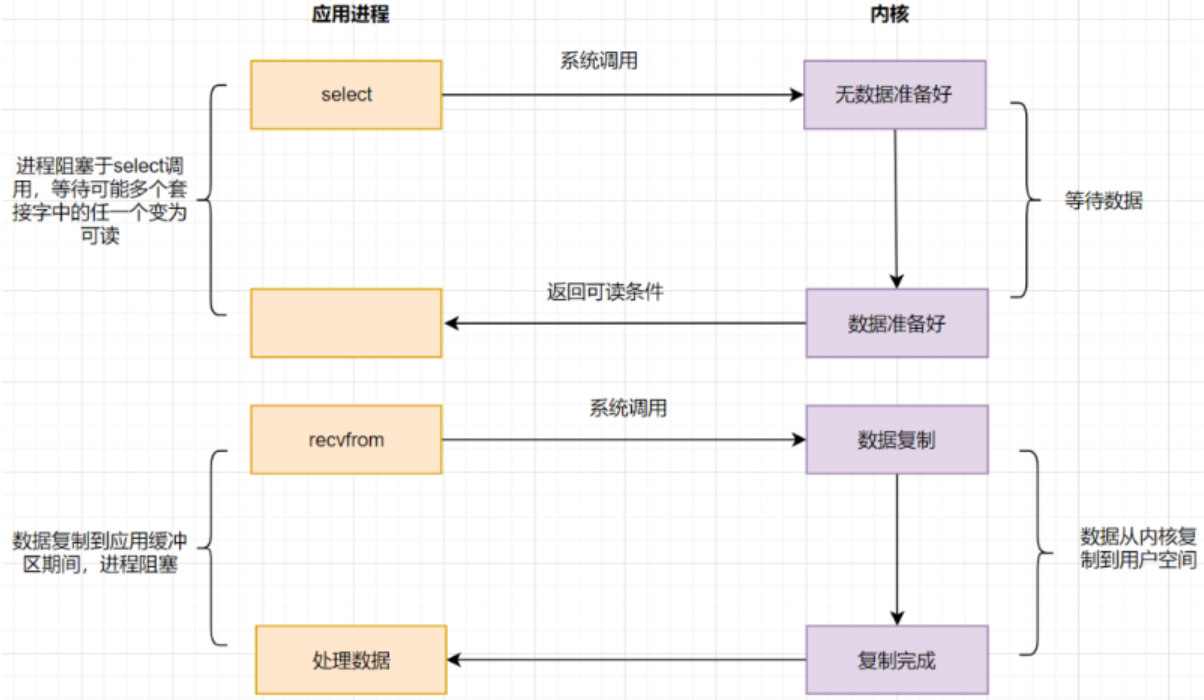 应用进程
内核
系统调用
select
无数据准备好
进程阻塞于select调
用，等待可能多个套
接字中的任一个变为
可读
等待数据
返回可读条件
数据准备好
系统调用
recvfrom
数据复制
数据复制到应用缓冲
区期间，进程阻塞
数据从内核复
制到用户空间
处理数据
复制完成